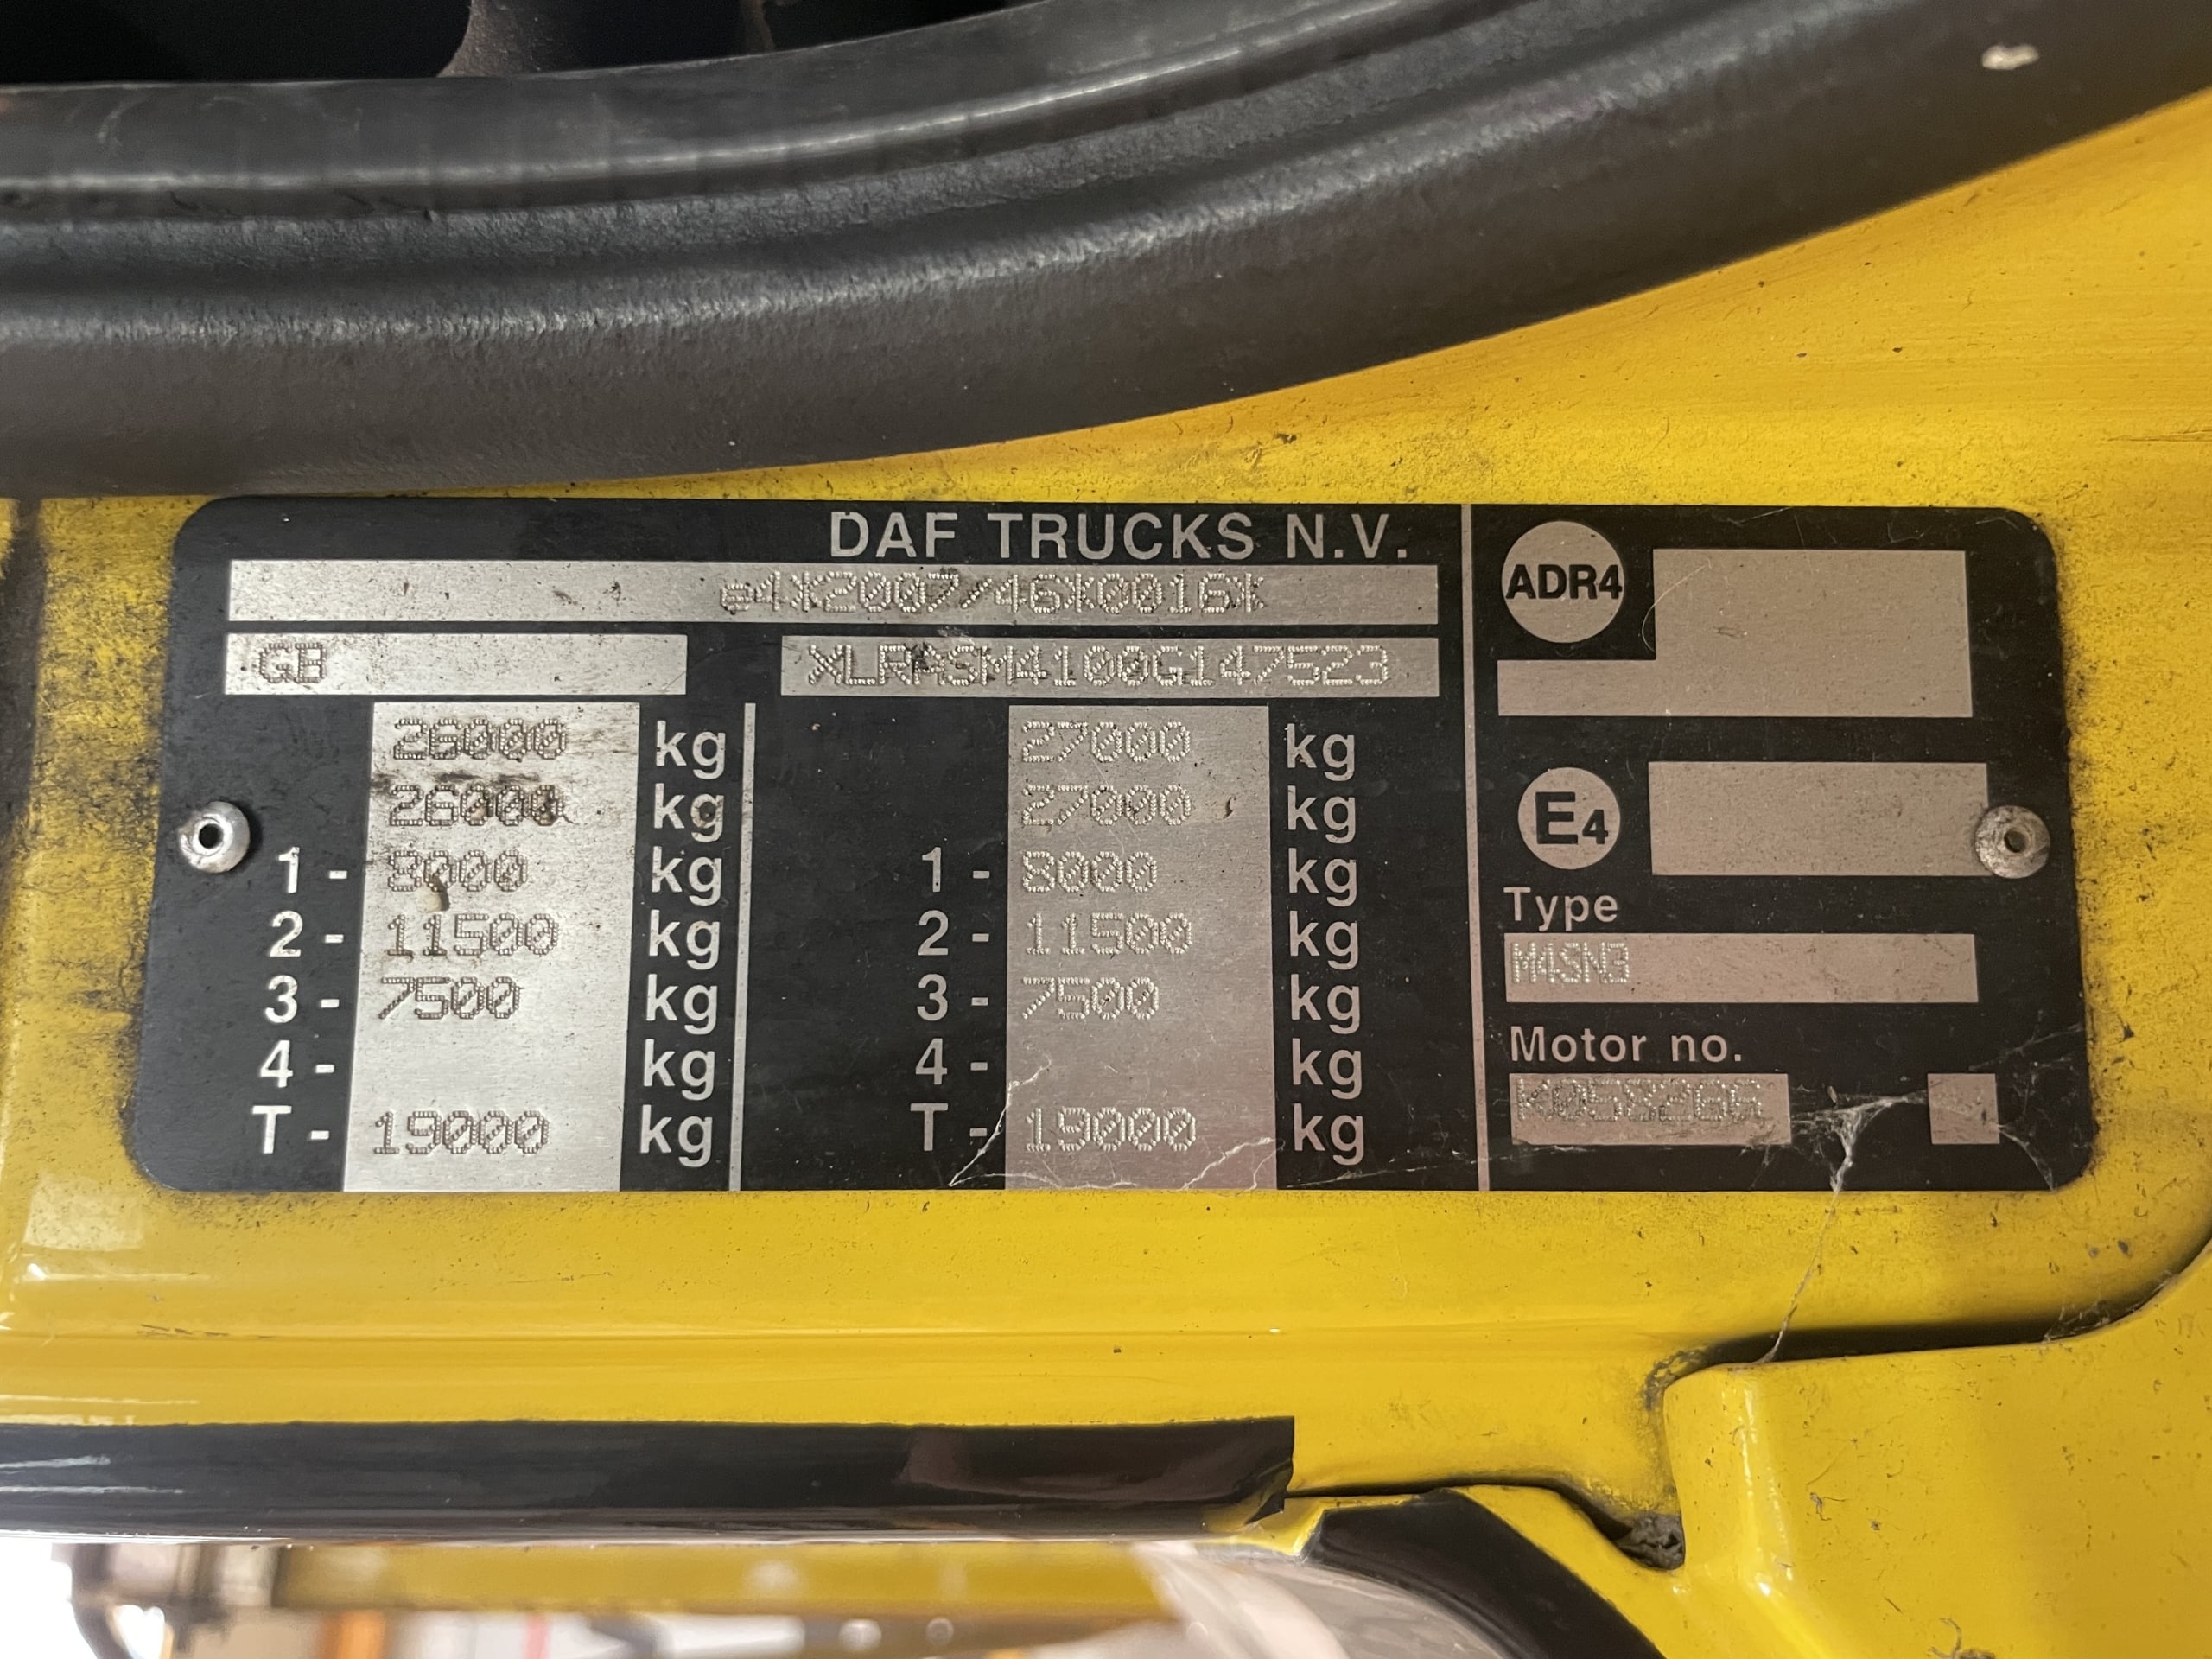 DAF TRUCKS N.V.
e4*2007/46*0016*
GB XLRMSM4100G147523
26000 kg 27000 kg
26000 kg 27000 kg
1- 8000 kg 1- 8000 kg
2- 11500 kg 2- 11500 kg
3- 7500 kg 3- 7500 kg
4- kg 4- kg
T- 19000 kg T- 19000 kg
ADR4
E4
Type
M4SN3
Motor no.
K058266